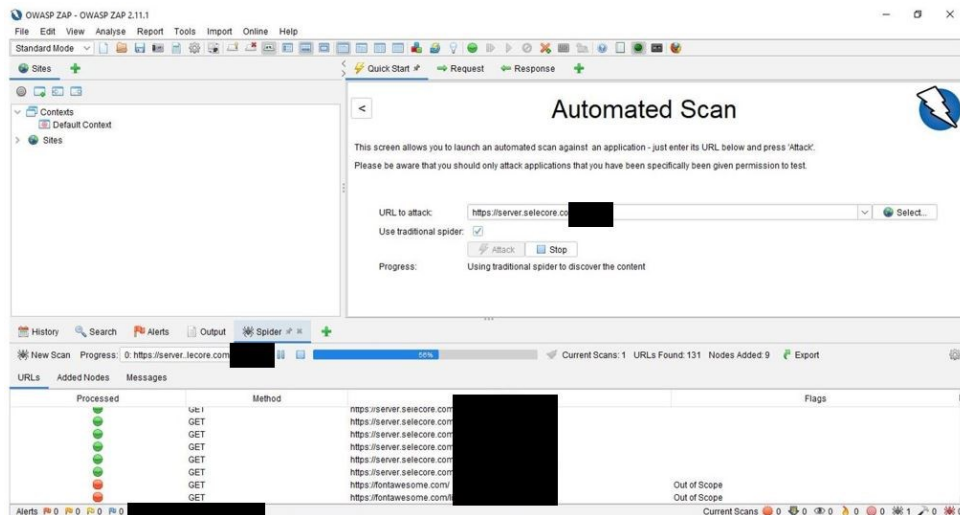 OWASP ZAP - OWASP ZAP 2.11.1
File Edit View Analyse Report Tools Import Online Help
Standard Mode
Sites
Quick Start
Request
Response
Contexts
Default Context
Sites
<
Automated Scan
This screen allows you to launch an automated scan against an application - just enter its URL below and press 'Attack'.
Please be aware that you should only attack applications that you have been specifically been given permission to test.
URL to attack: https://server.selecore.co
Select...
Use traditional spider:
Attack
Stop
Progress: Using traditional spider to discover the content
History
Search
Alerts
Output
Spider
New Scan Progress: 0: https://server..lecore.com
56%
Current Scans: 1 URLs Found: 131 Nodes Added: 9
Export
URLs Added Nodes Messages
Processed Method Flags
GET https://server.selecore.com
GET https://server.selecore.com
GET https://server.selecore.com
GET https://server.selecore.com
GET https://server.selecore.com
GET https://server.selecore.com
GET https://fontawesome.com/ Out of Scope
GET https://fontawesome.com/li Out of Scope
Alerts 0 0 0 0
Current Scans 0 0 0 0 0 0 1 0